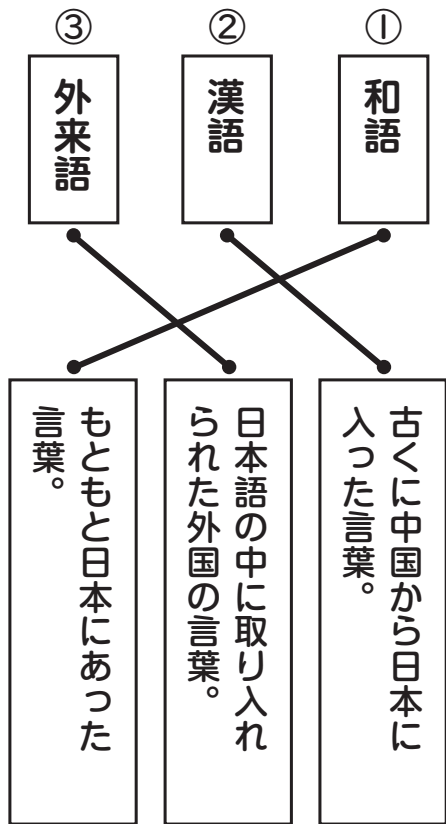 ①
和語
②
漢語
③
外来語
古くに中国から日本に
入った言葉。
日本語の中に取り入れ
られた外国の言葉。
もともと日本にあった
言葉。